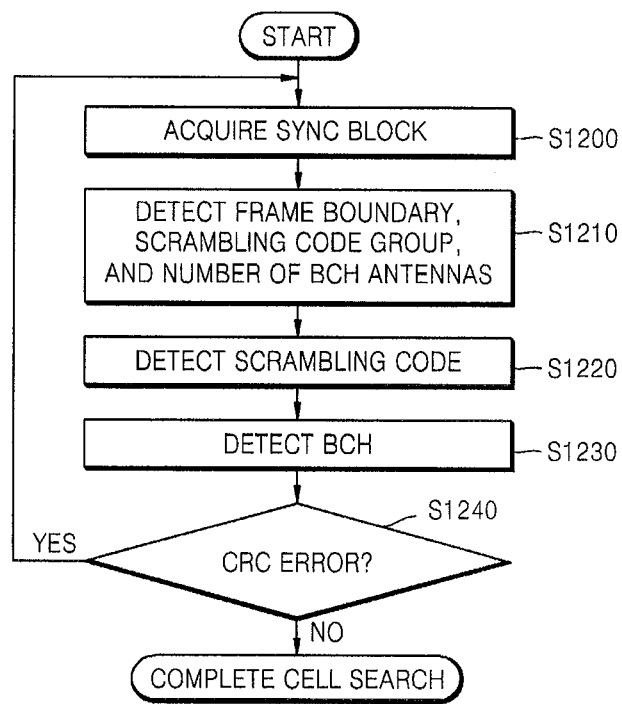 START
ACQUIRE SYNC BLOCK
S1200
DETECT FRAME BOUNDARY,
SCRAMBLING CODE GROUP,
AND NUMBER OF BCH ANTENNAS
S1210
DETECT SCRAMBLING CODE
S1220
DETECT BCH
S1230
S1240
YES
CRC ERROR?
NO
COMPLETE CELL SEARCH